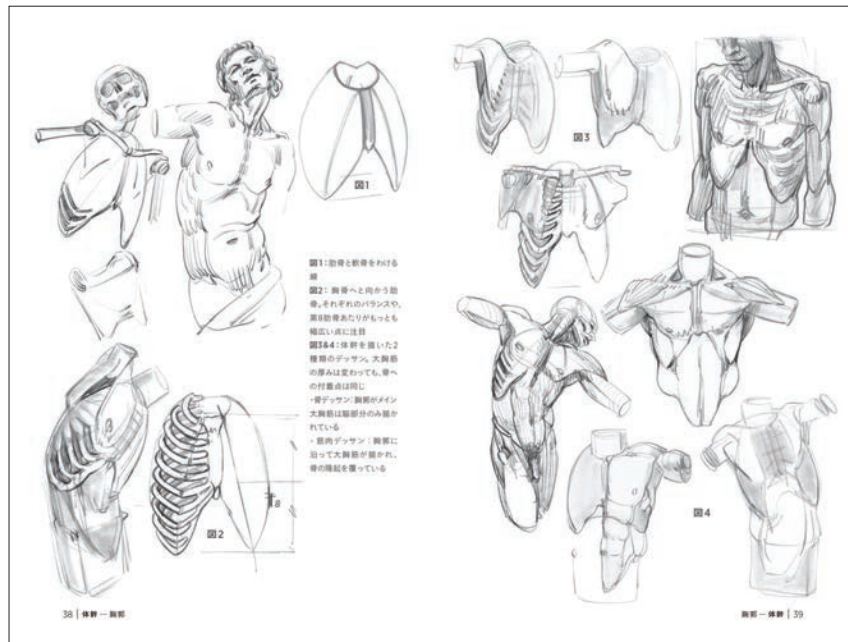 図1
図1:肋骨と軟骨をわける
線
図2: 胸骨へと向かう肋
骨。それぞれのバランスや、
第8肋骨あたりがもっとも
幅広い点に注目
図3&4:体幹を描いた2
種類のデッサン。大胸筋
の厚みは変わっても、骨へ
の付着点は同じ
・骨デッサン:胸郭がメイン
大胸筋は脇部分のみ描か
れている
・筋肉デッサン:胸郭に
沿って大胸筋が描かれ、
骨の隆起を覆っている
8
図2
38 | 体幹 — 胸郭
図3
図4
胸郭 — 体幹 | 39